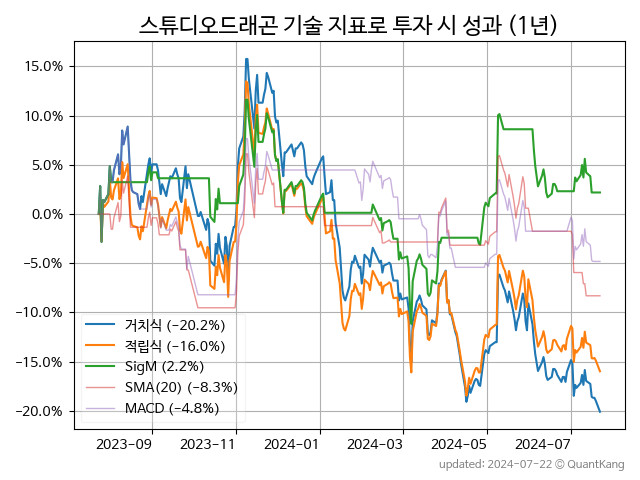 스튜디오드래곤 기술 지표로 투자 시 성과 (1년)
15.0%
10.0%
5.0%
0.0%
−5.0%
−10.0%
−15.0%
−20.0%
거치식 (−20.2%)
적립식 (−16.0%)
SigM (2.2%)
SMA(20) (−8.3%)
MACD (−4.8%)
2023-09 2023-11 2024-01 2024-03 2024-05 2024-07
updated: 2024-07-22 © QuantKang